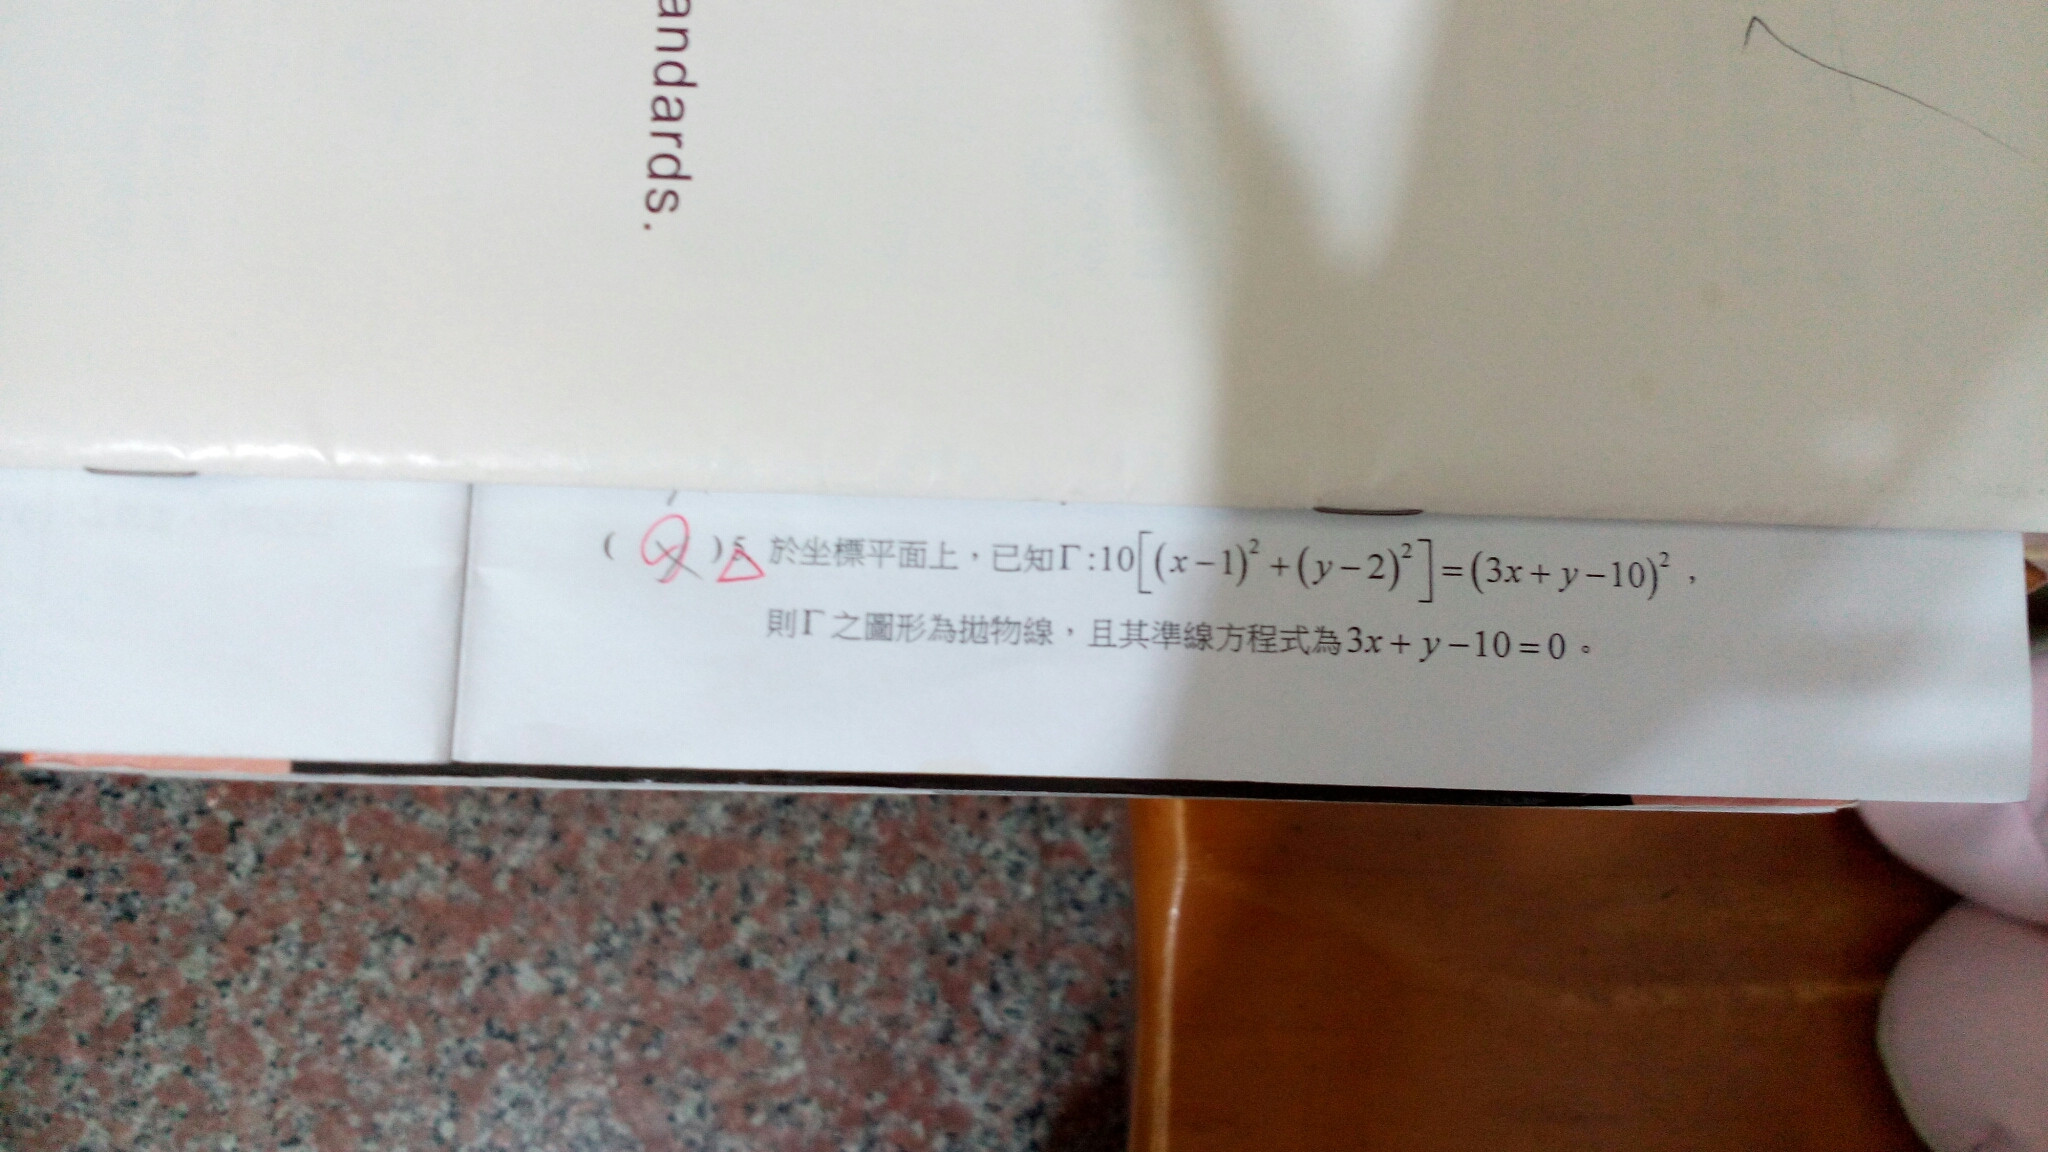 andards.
( )5. 於坐標平面上，已知Γ:10[(x-1)²+(y-2)²]=(3x+y-10)²，
則Γ之圖形為拋物線，且其準線方程式為3x+y-10=0。